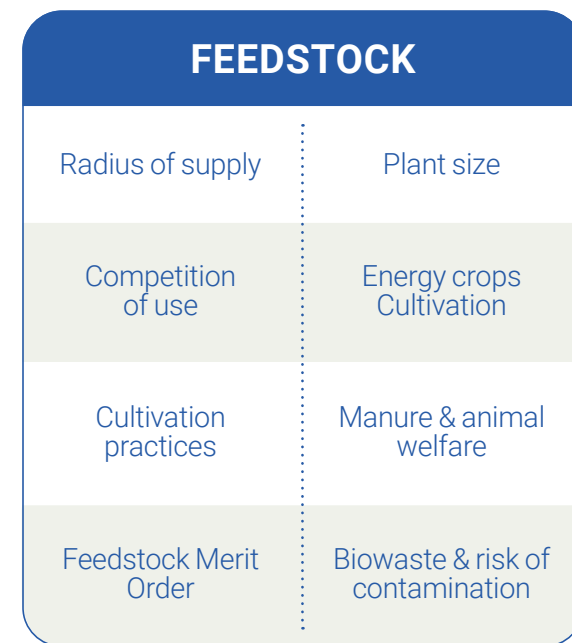 FEEDSTOCK
Radius of supply
Plant size
Competition
of use
Energy crops
Cultivation
Cultivation
practices
Manure & animal
welfare
Feedstock Merit
Order
Biowaste & risk of
contamination